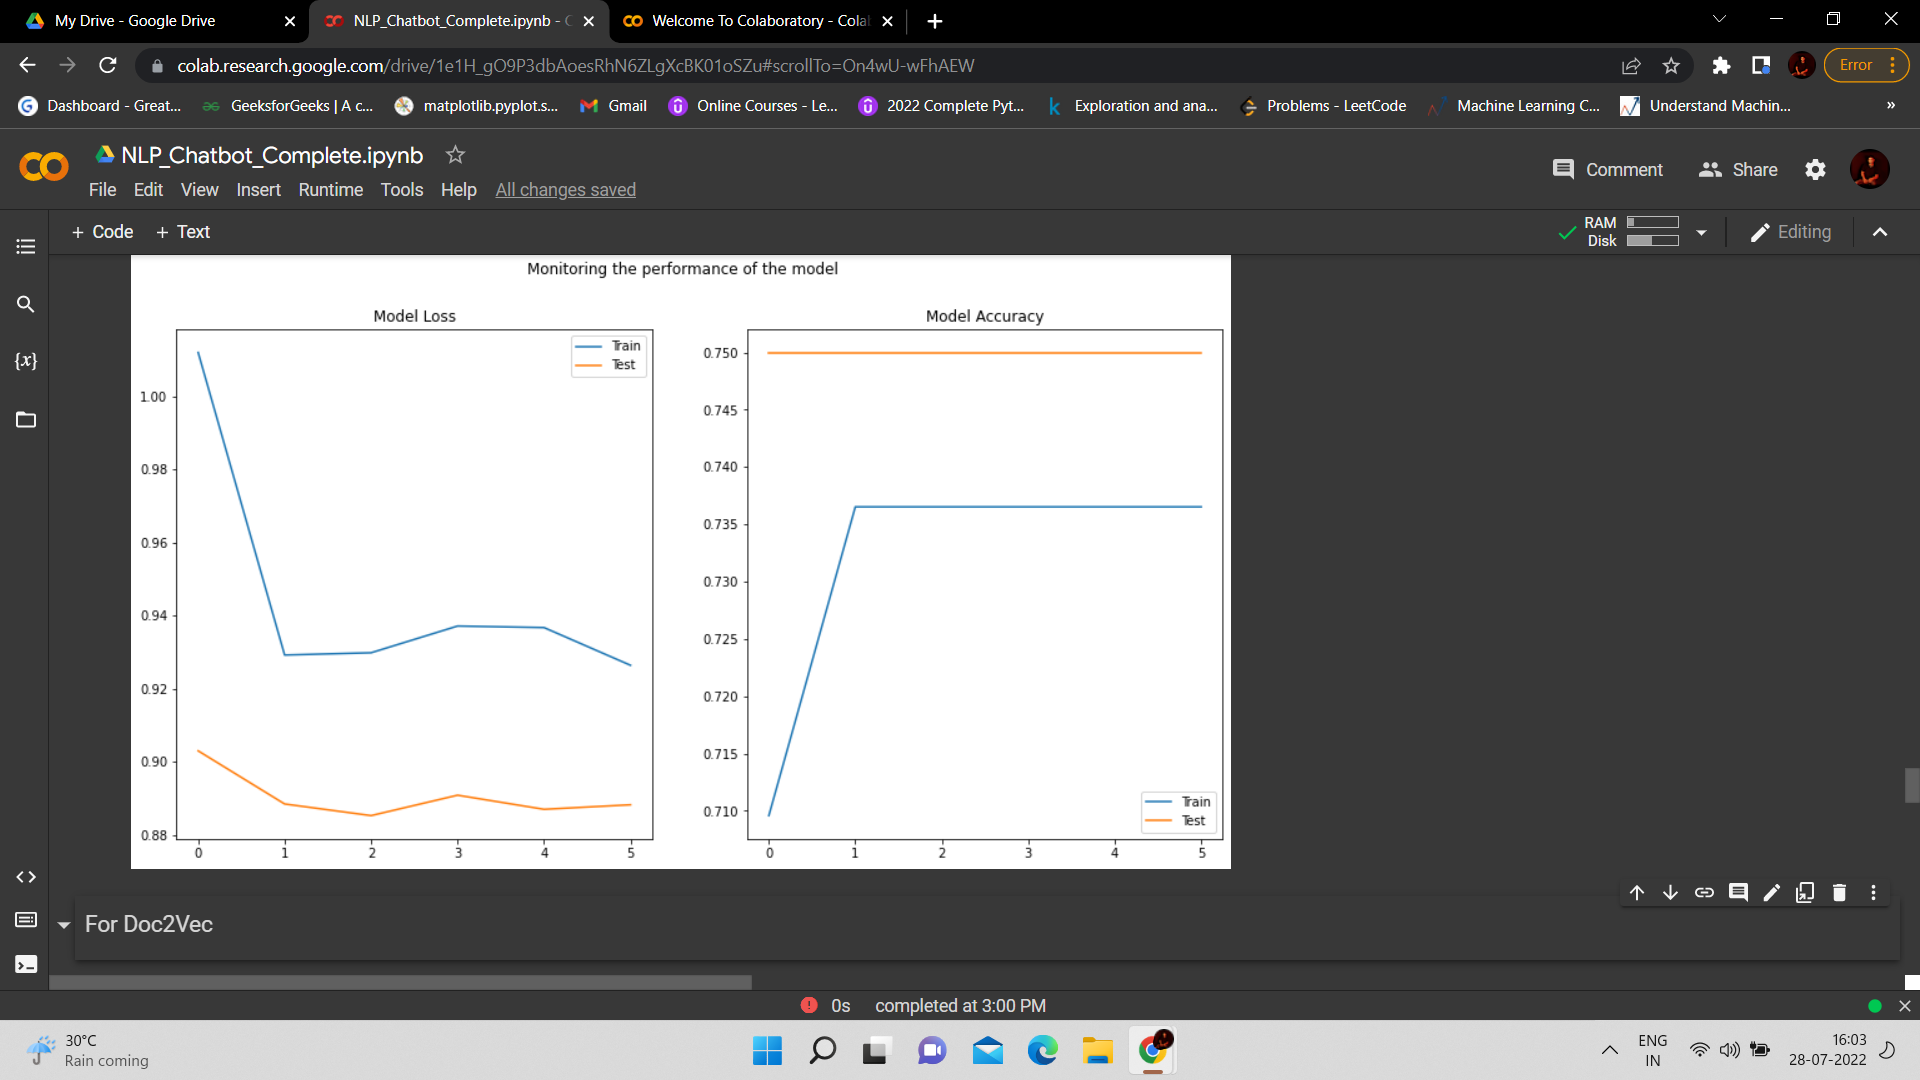 My Drive - Google Drive
NLP_Chatbot_Complete.ipynb - C
Welcome To Colaboratory - Colal
colab.research.google.com/drive/1e1H_gO9P3dbAoesRhN6ZLgXcBK01oSZu#scrollTo=On4wU-wFhAEW
Error
Dashboard - Great...
GeeksforGeeks | A c...
matplotlib.pyplot.s...
Gmail
Online Courses - Le...
2022 Complete Pyt...
Exploration and ana...
Problems - LeetCode
Machine Learning C...
Understand Machin...
»
NLP_Chatbot_Complete.ipynb
Comment
Share
File Edit View Insert Runtime Tools Help All changes saved
+ Code + Text
RAM
Disk
Editing
Monitoring the performance of the model
Model Loss
Train
Test
1.00
0.98
0.96
0.94
0.92
0.90
0.88
0 1 2 3 4 5
Model Accuracy
0.750
0.745
0.740
0.735
0.730
0.725
0.720
0.715
0.710
Train
Test
0 1 2 3 4 5
{x}
For Doc2Vec
0s completed at 3:00 PM
30°C
Rain coming
ENG
IN
16:03
28-07-2022